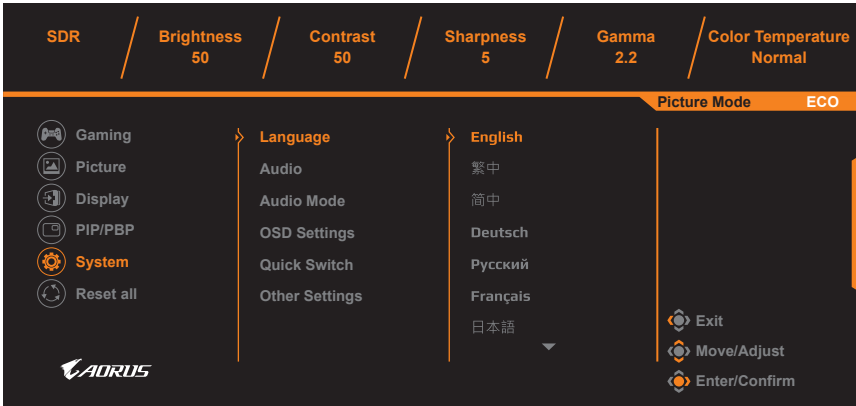 SDR Brightness Contrast Sharpness Gamma Color Temperature
50 50 5 2.2 Normal
Picture Mode ECO
Gaming Language English
Picture Audio 繁中
Display Audio Mode 简中
PIP/PBP OSD Settings Deutsch
System Quick Switch Русский
Reset all Other Settings Français
日本語
Exit
Move/Adjust
Enter/Confirm
AORUS